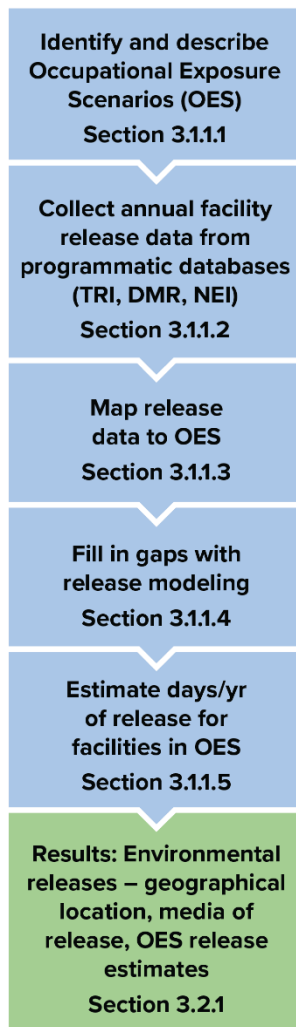 Identify and describe
Occupational Exposure
Scenarios (OES)
Section 3.1.1.1
Collect annual facility
release data from
programmatic databases
(TRI, DMR, NEI)
Section 3.1.1.2
Map release
data to OES
Section 3.1.1.3
Fill in gaps with
release modeling
Section 3.1.1.4
Estimate days/yr
of release for
facilities in OES
Section 3.1.1.5
Results: Environmental
releases – geographical
location, media of
release, OES release
estimates
Section 3.2.1